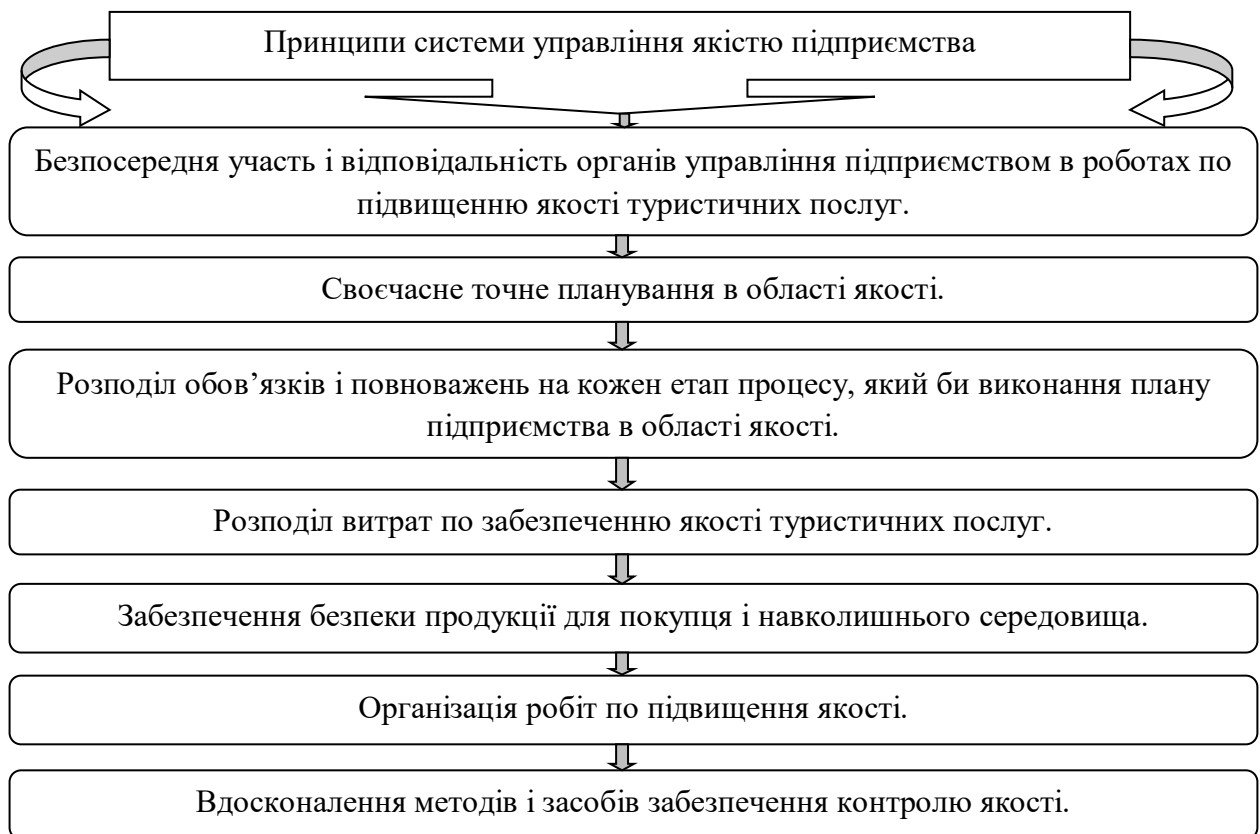 Принципи системи управління якістю підприємства
Безпосередня участь і відповідальність органів управління підприємством в роботах по
підвищенню якості туристичних послуг.
Своєчасне точне планування в області якості.
Розподіл обов’язків і повноважень на кожен етап процесу, який би виконання плану
підприємства в області якості.
Розподіл витрат по забезпеченню якості туристичних послуг.
Забезпечення безпеки продукції для покупця і навколишнього середовища.
Організація робіт по підвищення якості.
Вдосконалення методів і засобів забезпечення контролю якості.